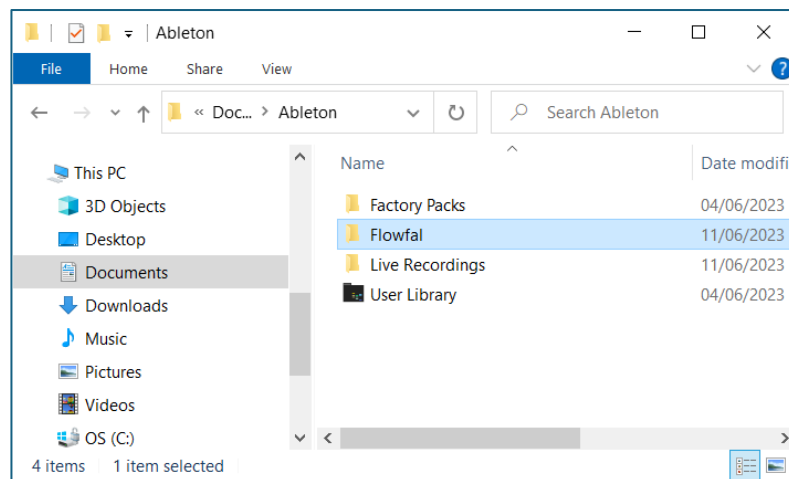 Ableton
File Home Share View
« Doc... > Ableton Search Ableton
This PC
3D Objects
Desktop
Documents
Downloads
Music
Pictures
Videos
OS (C:)
Name Date modifi
Factory Packs 04/06/2023
Flowfal 11/06/2023
Live Recordings 11/06/2023
User Library 04/06/2023
4 items 1 item selected